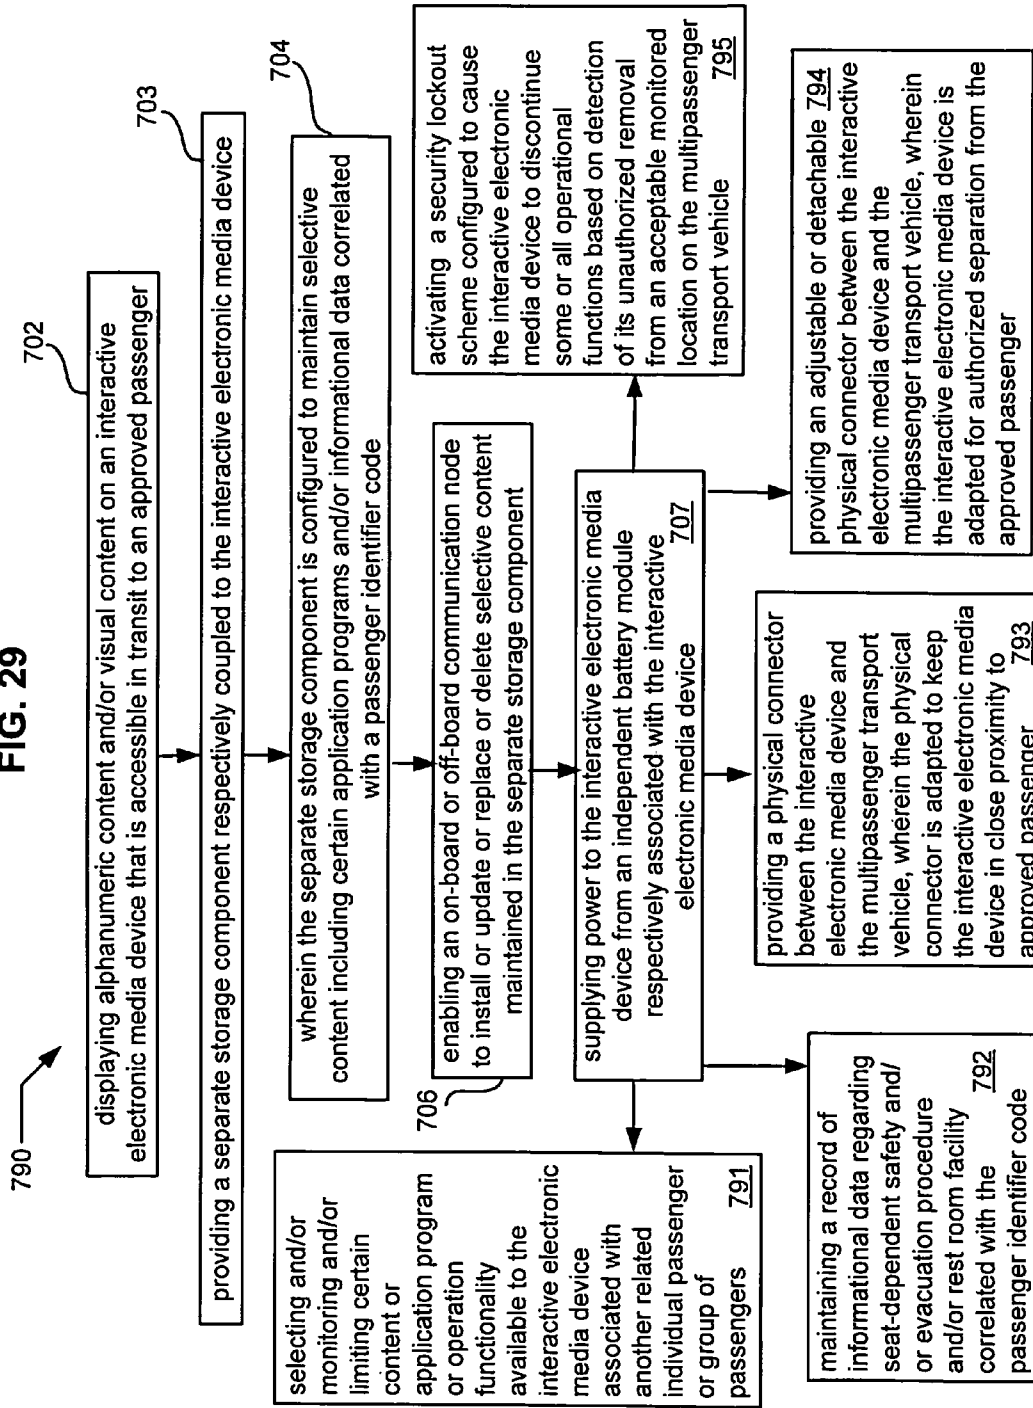 FIG. 29
790
702
displaying alphanumeric content and/or visual content on an interactive
electronic media device that is accessible in transit to an approved passenger
703
providing a separate storage component respectively coupled to the interactive electronic media device
704
wherein the separate storage component is configured to maintain selective
content including certain application programs and/or informational data correlated
with a passenger identifier code
706
enabling an on-board or off-board communication node
to install or update or replace or delete selective content
maintained in the separate storage component
supplying power to the interactive electronic media
device from an independent battery module
respectively associated with the interactive
electronic media device 707
selecting and/or
monitoring and/or
limiting certain
content or
application program
or operation
functionality
available to the
interactive electronic
media device
associated with
another related
individual passenger
or group of
passengers 791
maintaining a record of
informational data regarding
seat-dependent safety and/
or evacuation procedure
and/or rest room facility
correlated with the 792
passenger identifier code
providing a physical connector
between the interactive
electronic media device and
the multipassenger transport
vehicle, wherein the physical
connector is adapted to keep
the interactive electronic media
device in close proximity to
approved passenger 793
providing an adjustable or detachable 794
physical connector between the interactive
electronic media device and the
multipassenger transport vehicle, wherein
the interactive electronic media device is
adapted for authorized separation from the
approved passenger
activating a security lockout
scheme configured to cause
the interactive electronic
media device to discontinue
some or all operational
functions based on detection
of its unauthorized removal
from an acceptable monitored
location on the multipassenger
transport vehicle 795